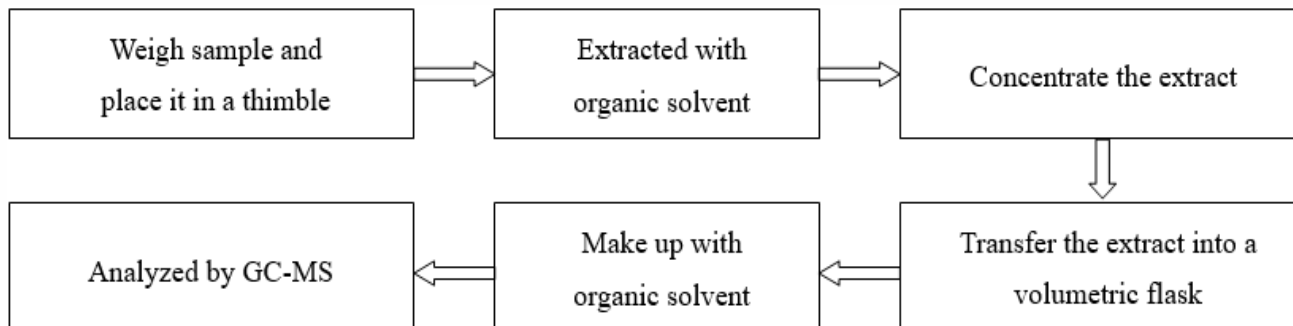 Weigh sample and
place it in a thimble
Extracted with
organic solvent
Concentrate the extract
Transfer the extract into a
volumetric flask
Make up with
organic solvent
Analyzed by GC-MS